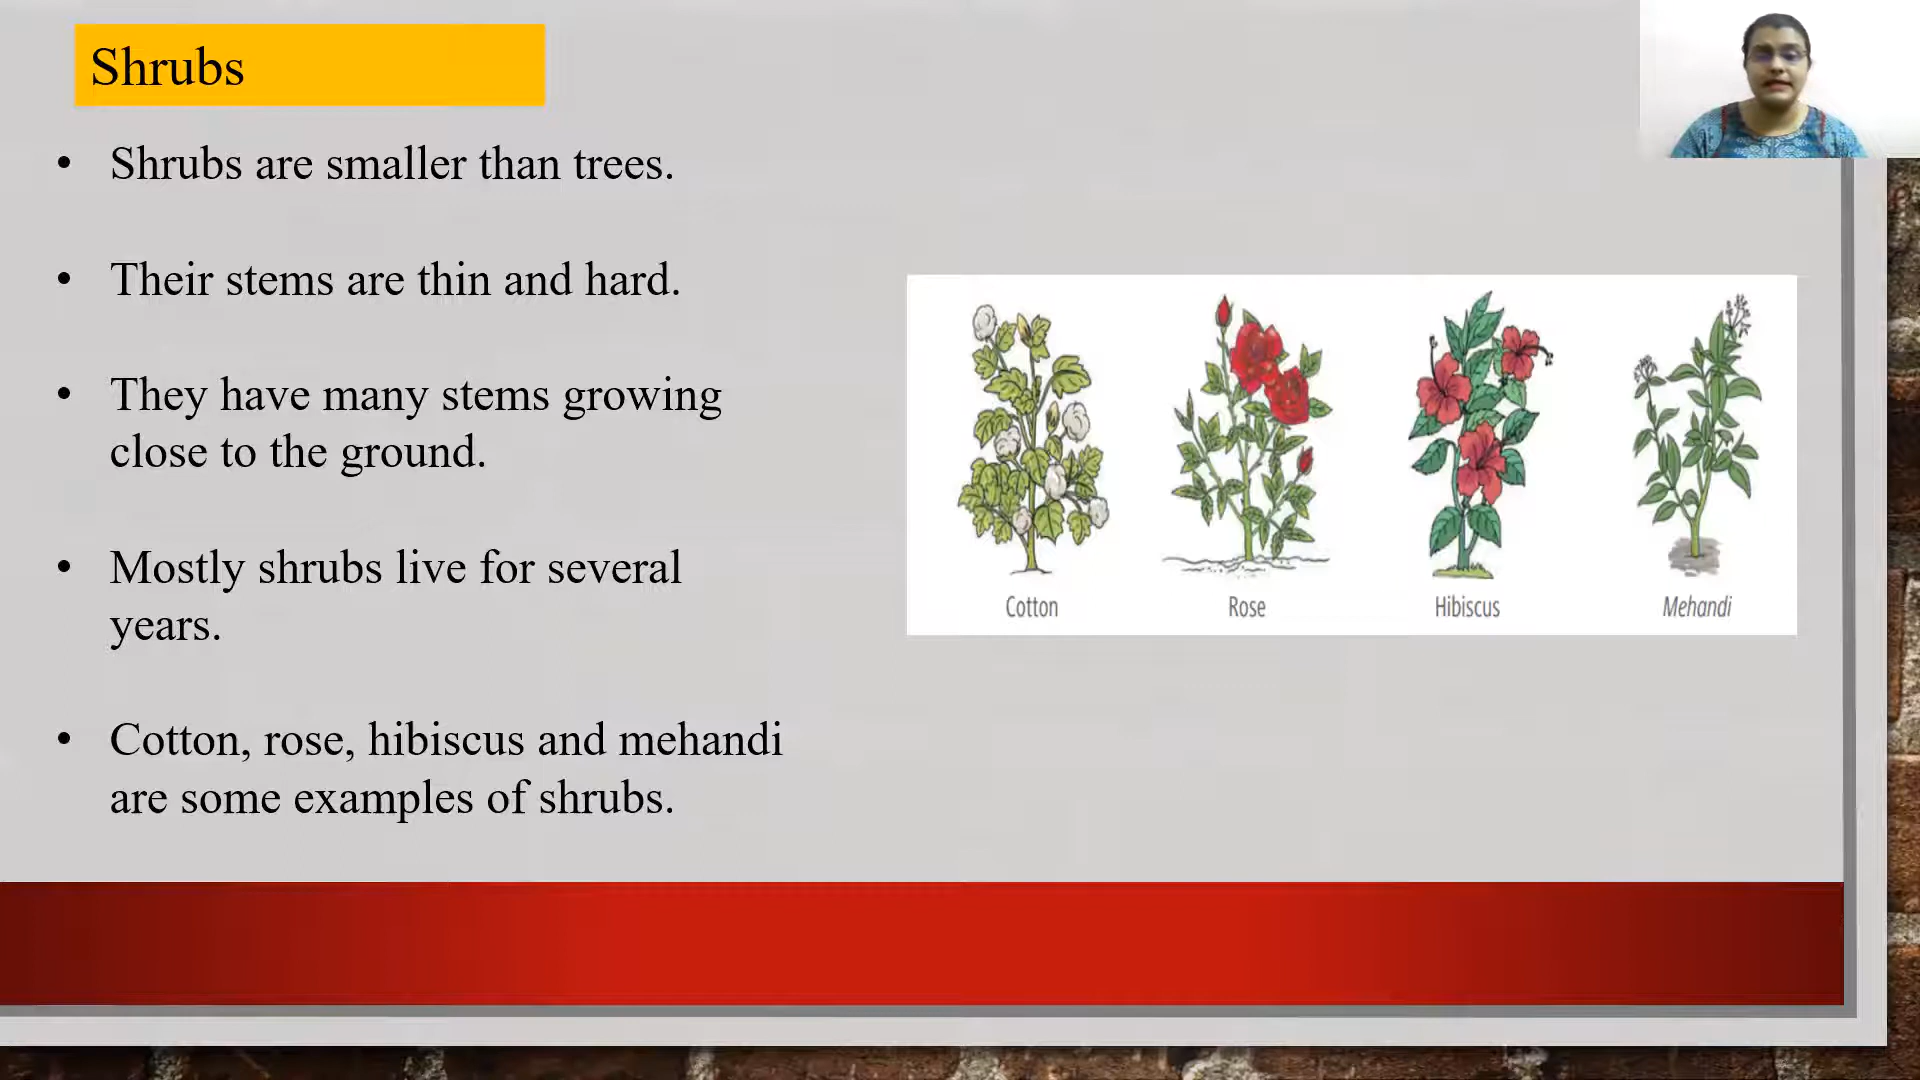 Shrubs
• Shrubs are smaller than trees.
• Their stems are thin and hard.
• They have many stems growing
close to the ground.
• Mostly shrubs live for several
years.
• Cotton, rose, hibiscus and mehandi
are some examples of shrubs.
Cotton Rose Hibiscus Mehandi